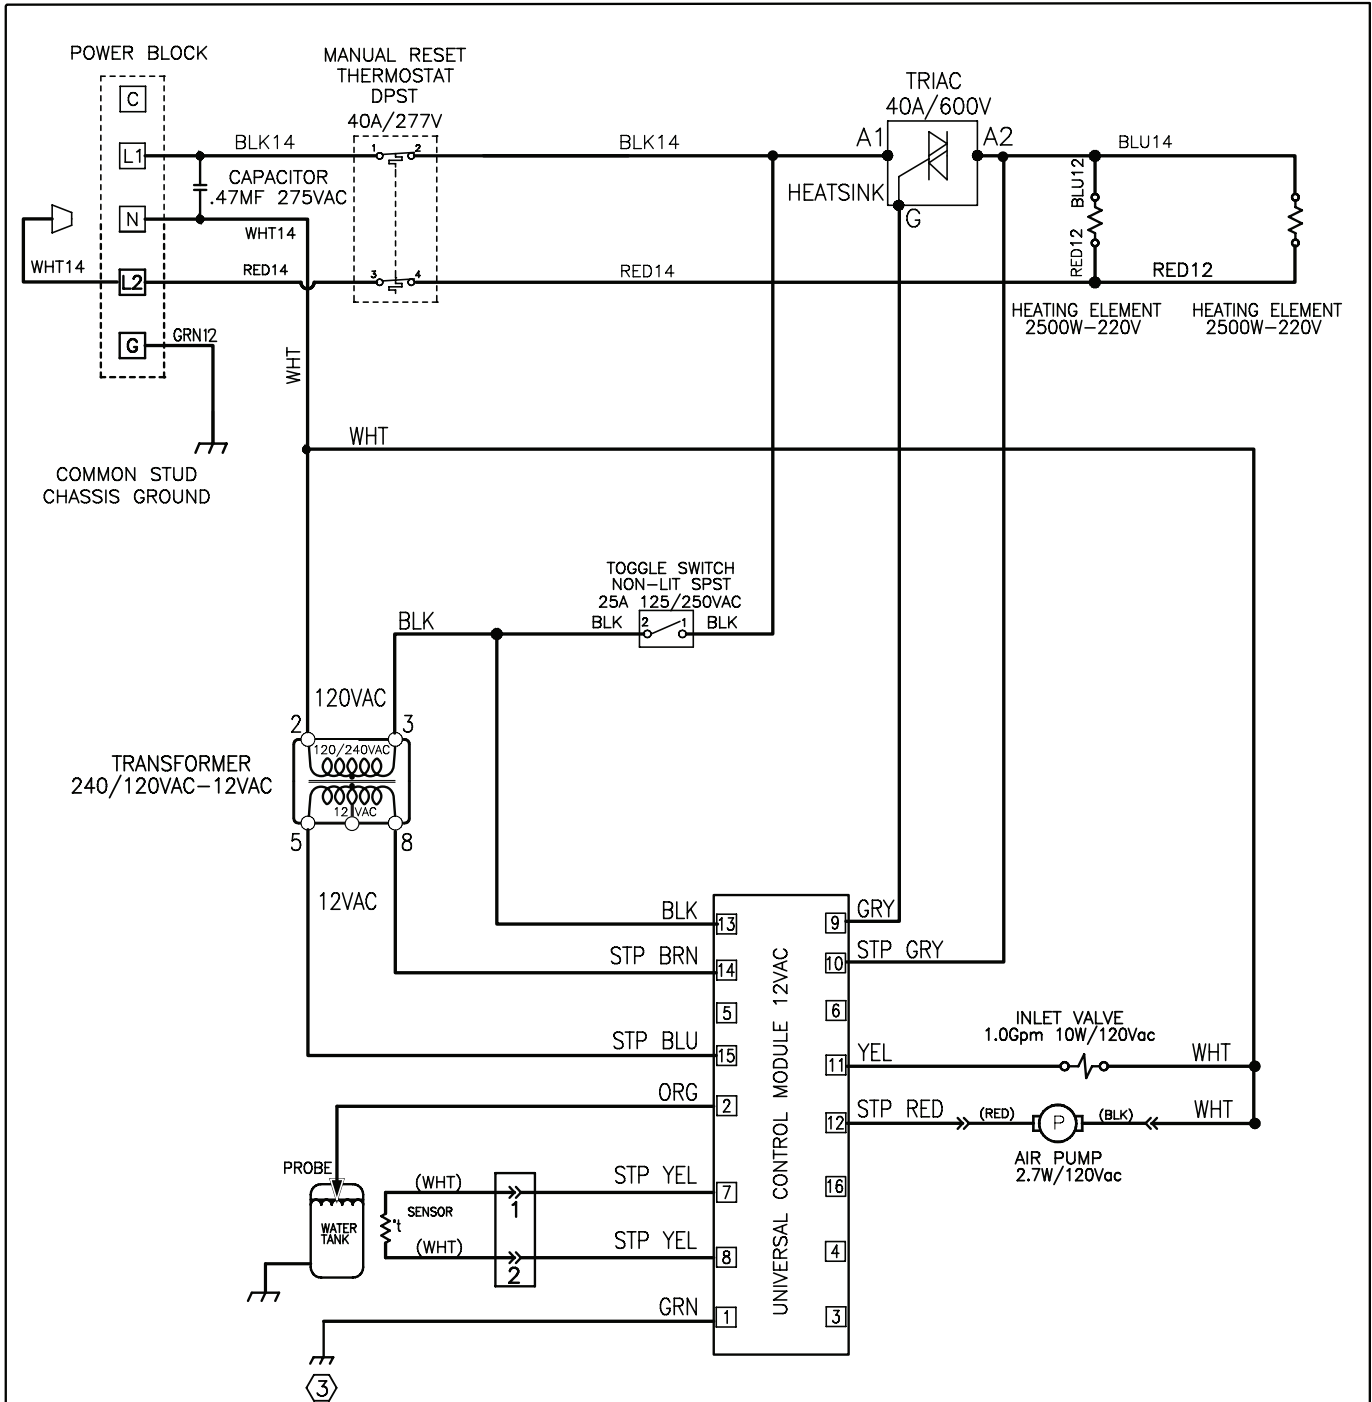 POWER BLOCK
C
L1
N
L2
G
WHT14
BLK14
CAPACITOR
.47MF 275VAC
WHT14
RED14
GRN12
WHT
COMMON STUD
CHASSIS GROUND
MANUAL RESET
THERMOSTAT
DPST
40A/277V
1
2
3
4
BLK14
RED14
TRIAC
40A/600V
A1
A2
HEATSINK
G
BLU14
BLU12
RED12
RED12
HEATING ELEMENT
2500W-220V
HEATING ELEMENT
2500W-220V
WHT
TOGGLE SWITCH
NON-LIT SPST
25A 125/250VAC
BLK
BLK
2
1
BLK
120VAC
2
3
120/240VAC
TRANSFORMER
240/120VAC-12VAC
12 VAC
5
8
12VAC
BLK
13
STP BRN
14
5
STP BLU
15
ORG
2
STP YEL
7
STP YEL
8
GRN
1
UNIVERSAL CONTROL MODULE 12VAC
9
GRY
10
STP GRY
6
11
YEL
12
STP RED
16
4
3
INLET VALVE
1.0Gpm 10W/120Vac
WHT
(RED)
P
(BLK)
WHT
AIR PUMP
2.7W/120Vac
PROBE
WATER
TANK
(WHT)
SENSOR
°t
(WHT)
1
2
3